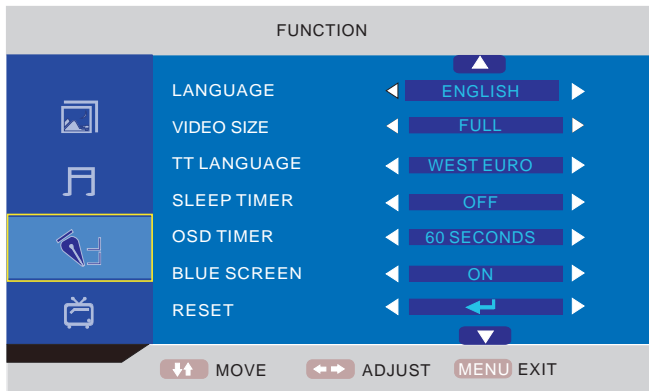 FUNCTION
LANGUAGE ENGLISH
VIDEO SIZE FULL
TT LANGUAGE WEST EURO
SLEEP TIMER OFF
OSD TIMER 60 SECONDS
BLUE SCREEN ON
RESET
MOVE ADJUST MENU EXIT